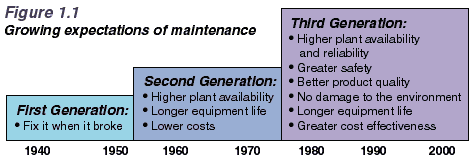 Figure 1.1
Growing expectations of maintenance
First Generation:
• Fix it when it broke
Second Generation:
• Higher plant availability
• Longer equipment life
• Lower costs
Third Generation:
• Higher plant availability
and reliability
• Greater safety
• Better product quality
• No damage to the environment
• Longer equipment life
• Greater cost effectiveness
1940 1950 1960 1970 1980 1990 2000